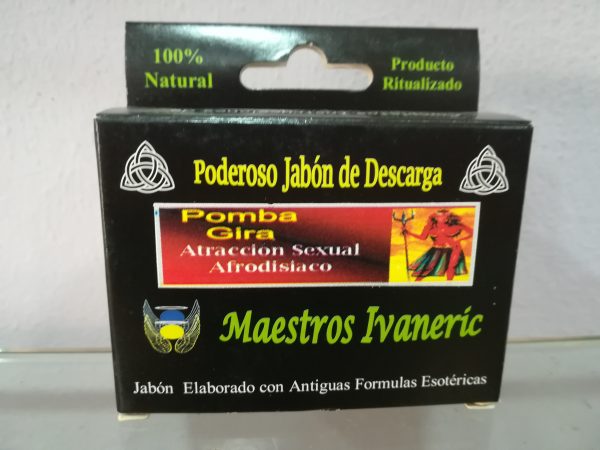 100%
Natural
Producto
Ritualizado
Poderoso Jabón de Descarga
Pomba
Gira
Atracción Sexual
Afrodisiaco
Maestros Ivaneric
Jabón Elaborado con Antiguas Formulas Esotéricas